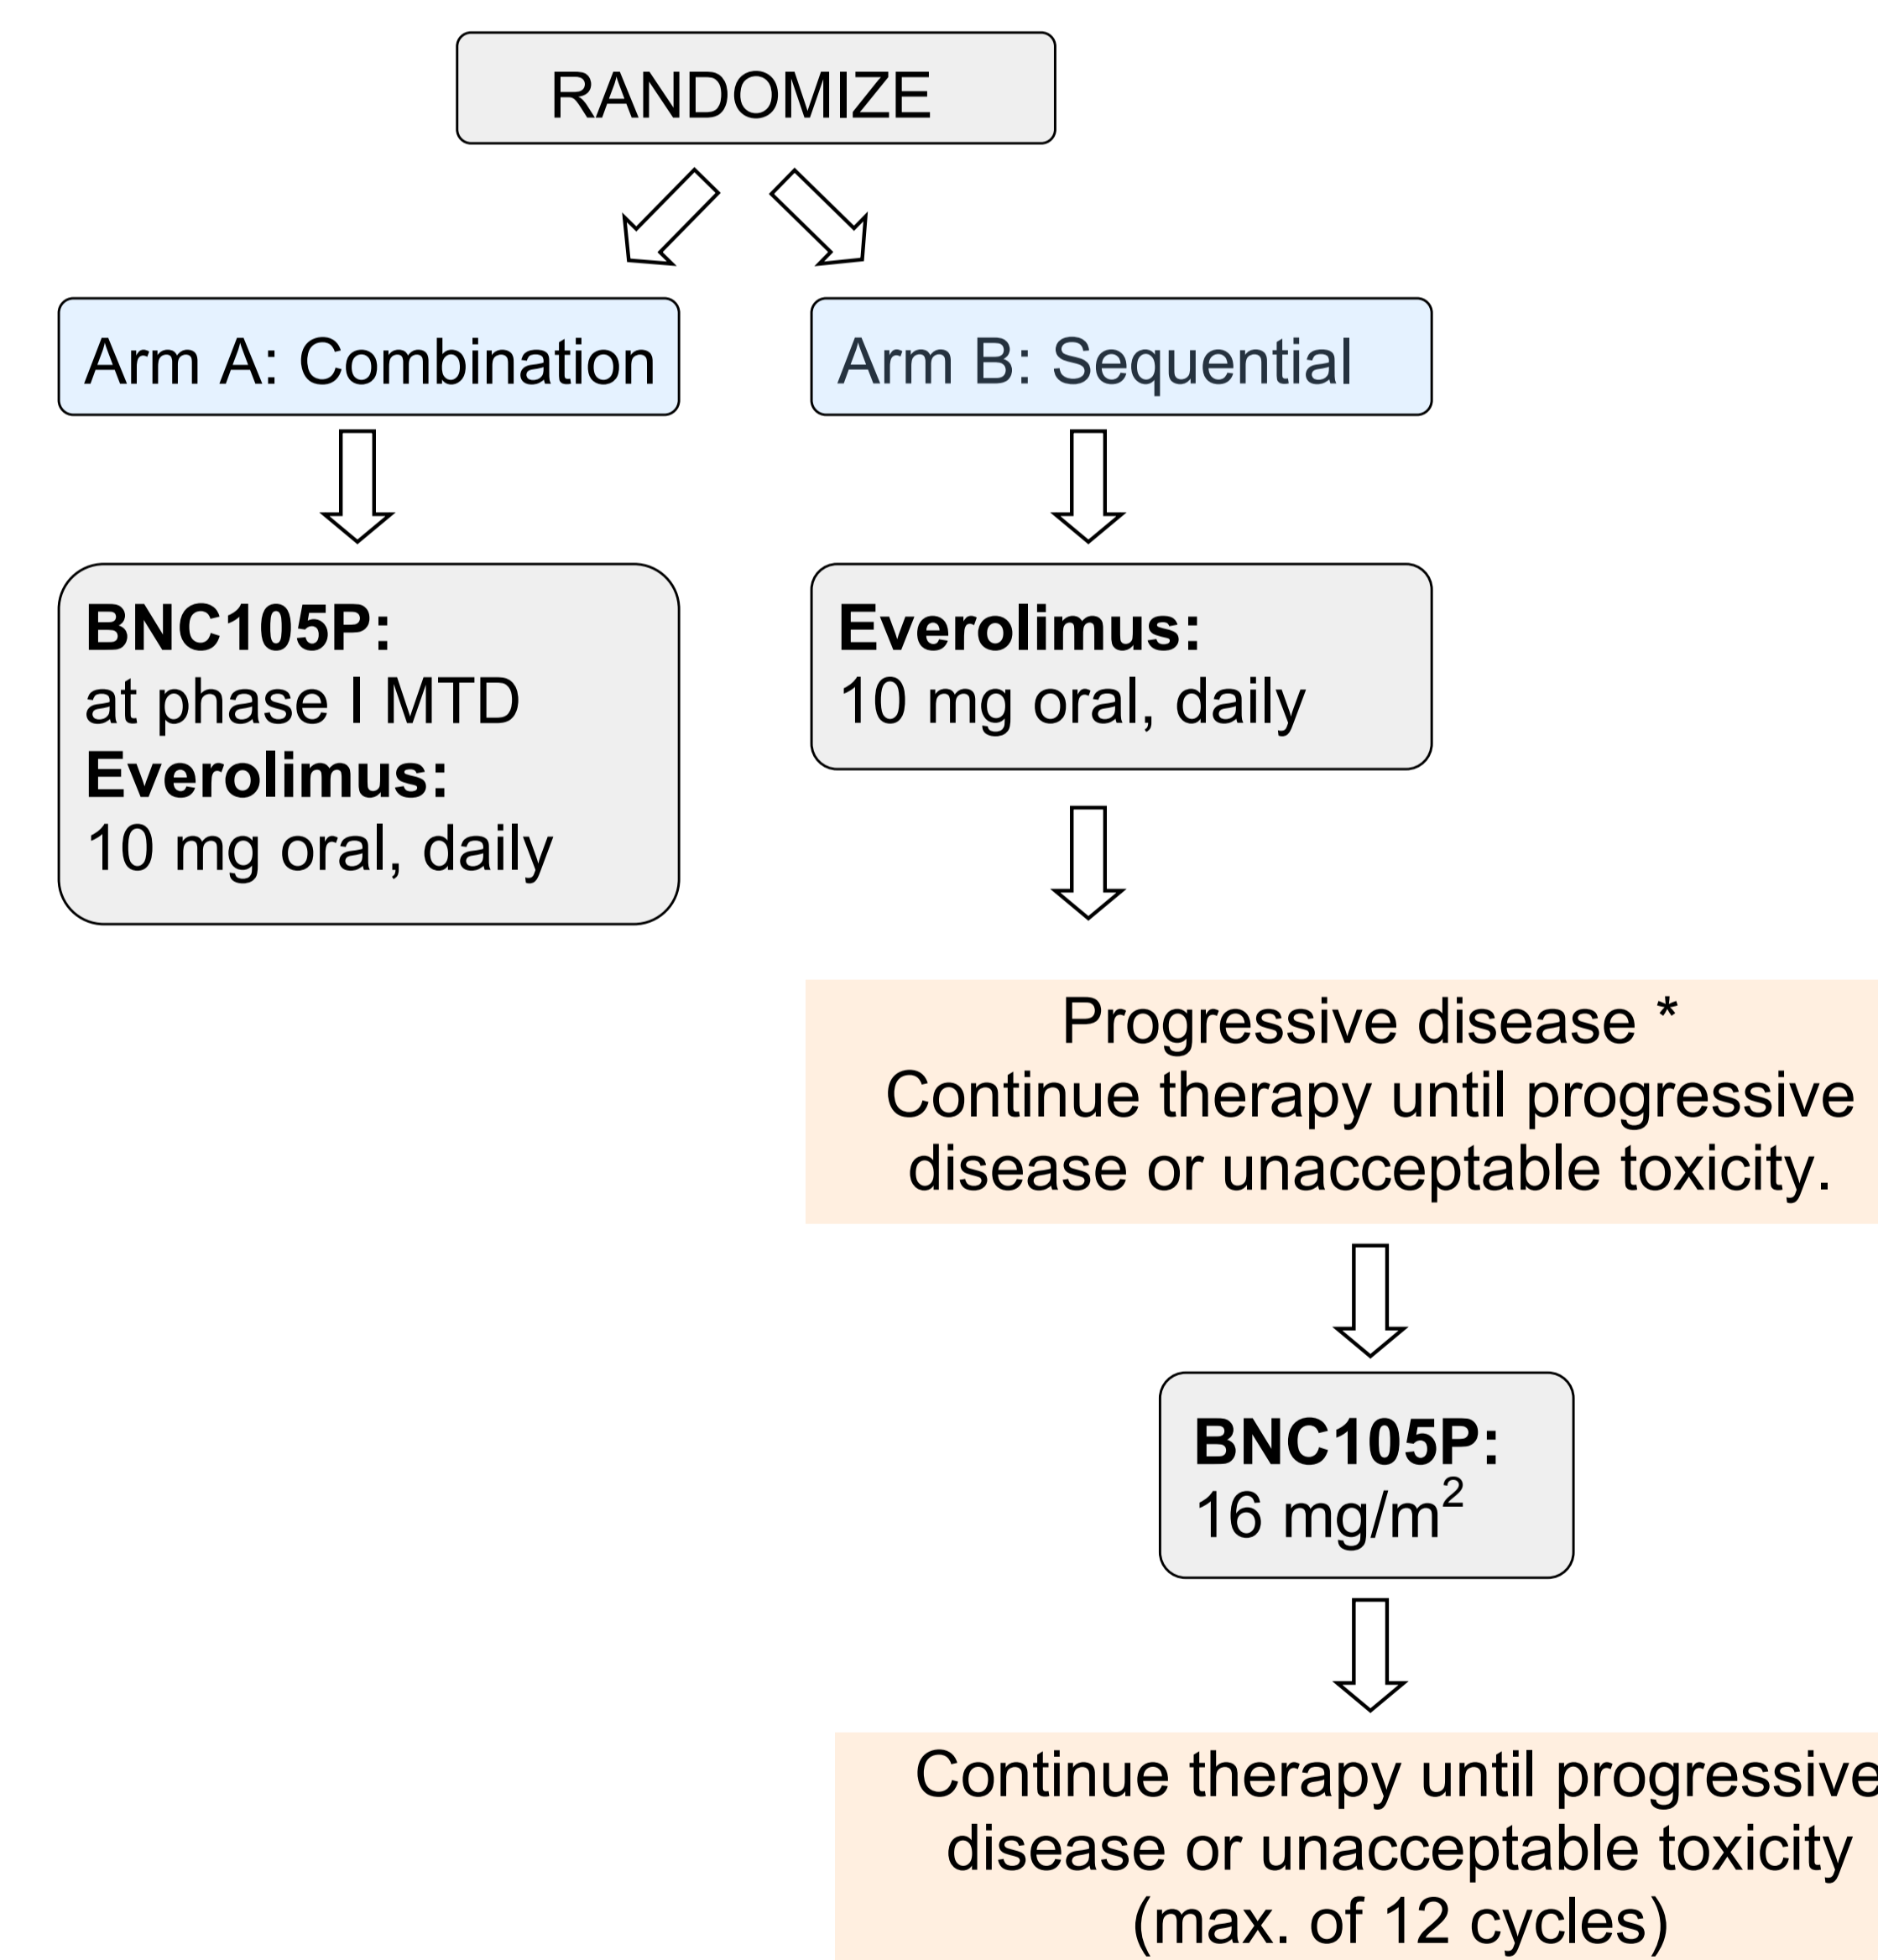 RANDOMIZE
Arm A: Combination
Arm B: Sequential
BNC105P:
at phase I MTD
Everolimus:
10 mg oral, daily
Everolimus:
10 mg oral, daily
Progressive disease *
Continue therapy until progressive
disease or unacceptable toxicity.
BNC105P:
16 mg/m²
Continue therapy until progressive
disease or unacceptable toxicity
(max. of 12 cycles)